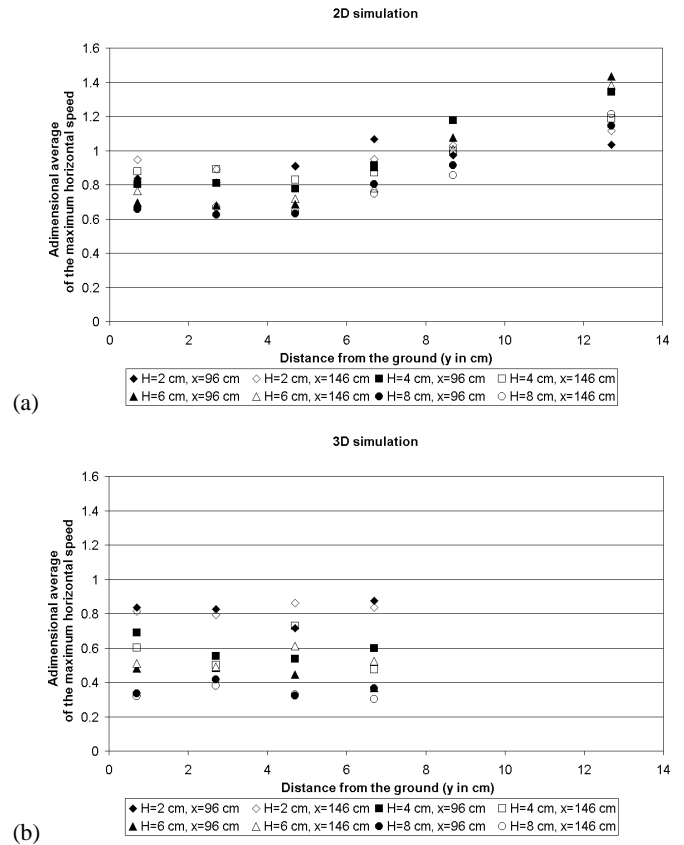 2D simulation
1.6
1.4
1.2
1
0.8
0.6
0.4
0.2
0
Adimensional average
of the maximum horizontal speed
0 2 4 6 8 10 12 14
Distance from the ground (y in cm)
H=2 cm, x=96 cm H=2 cm, x=146 cm H=4 cm, x=96 cm H=4 cm, x=146 cm
H=6 cm, x=96 cm H=6 cm, x=146 cm H=8 cm, x=96 cm H=8 cm, x=146 cm
(a)
3D simulation
1.6
1.4
1.2
1
0.8
0.6
0.4
0.2
0
Adimensional average
of the maximum horizontal speed
0 2 4 6 8 10 12 14
Distance from the ground (y in cm)
H=2 cm, x=96 cm H=2 cm, x=146 cm H=4 cm, x=96 cm H=4 cm, x=146 cm
H=6 cm, x=96 cm H=6 cm, x=146 cm H=8 cm, x=96 cm H=8 cm, x=146 cm
(b)